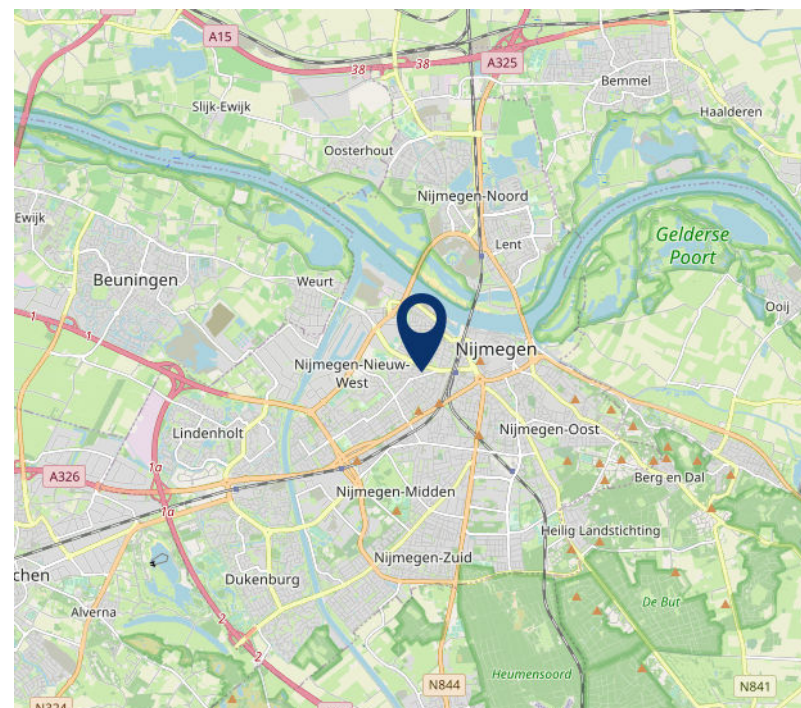 A15
38
38
A325
Bemmel
Slijk-Ewijk
Haalderen
Oosterhout
Nijmegen-Noord
Ewijk
Gelderse
Poort
Lent
Beuningen
Weurt
Ooij
1
1
Nijmegen
Nijmegen-Nieuw-
West
Lindenholt
Nijmegen-Oost
1a
A326
Berg en Dal
Nijmegen-Midden
1a
Heilig Landstichting
Nijmegen-Zuid
chen
Dukenburg
De But
Alverna
2
2
Heumensoord
N844
N841
N324